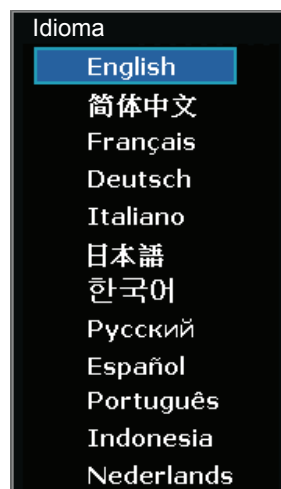 Idioma
English
简体中文
Français
Deutsch
Italiano
日本語
한국어
Русский
Español
Português
Indonesia
Nederlands